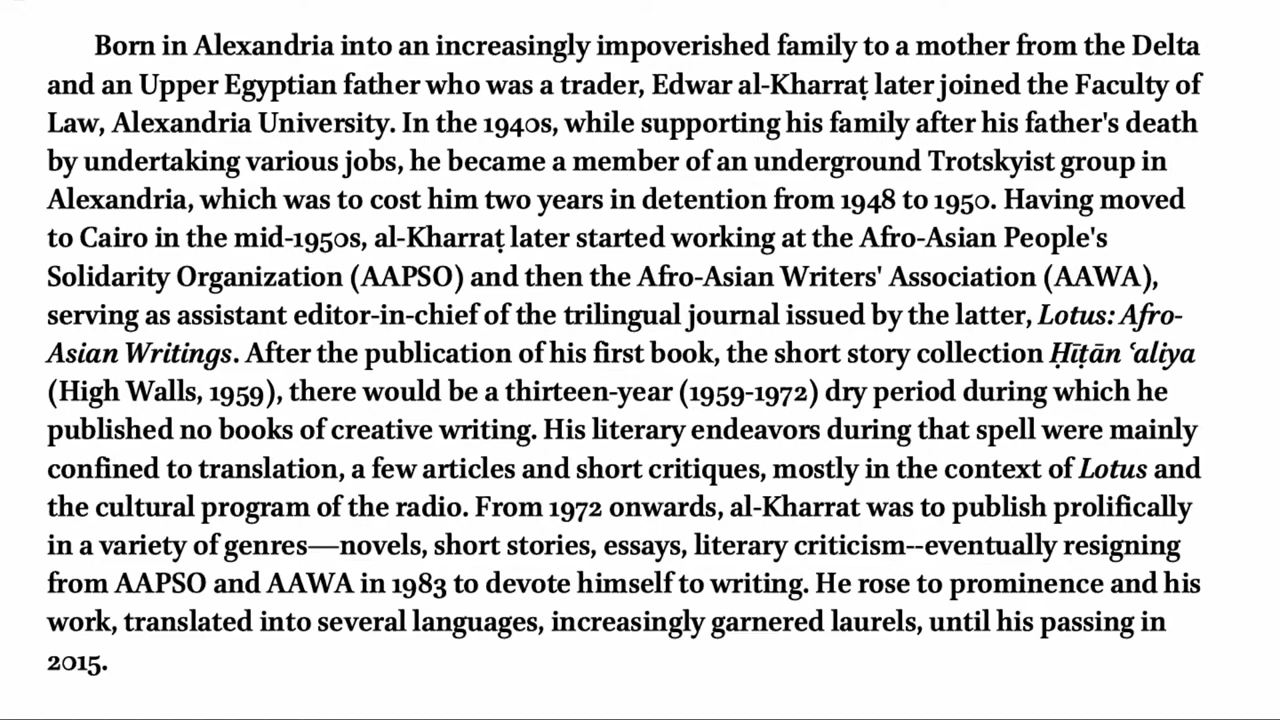 Born in Alexandria into an increasingly impoverished family to a mother from the Delta
and an Upper Egyptian father who was a trader, Edwar al-Kharraṭ later joined the Faculty of
Law, Alexandria University. In the 1940s, while supporting his family after his father's death
by undertaking various jobs, he became a member of an underground Trotskyist group in
Alexandria, which was to cost him two years in detention from 1948 to 1950. Having moved
to Cairo in the mid-1950s, al-Kharraṭ later started working at the Afro-Asian People's
Solidarity Organization (AAPSO) and then the Afro-Asian Writers' Association (AAWA),
serving as assistant editor-in-chief of the trilingual journal issued by the latter, Lotus: Afro-
Asian Writings. After the publication of his first book, the short story collection Ḥīṭān ʿaliya
(High Walls, 1959), there would be a thirteen-year (1959-1972) dry period during which he
published no books of creative writing. His literary endeavors during that spell were mainly
confined to translation, a few articles and short critiques, mostly in the context of Lotus and
the cultural program of the radio. From 1972 onwards, al-Kharrat was to publish prolifically
in a variety of genres—novels, short stories, essays, literary criticism--eventually resigning
from AAPSO and AAWA in 1983 to devote himself to writing. He rose to prominence and his
work, translated into several languages, increasingly garnered laurels, until his passing in
2015.